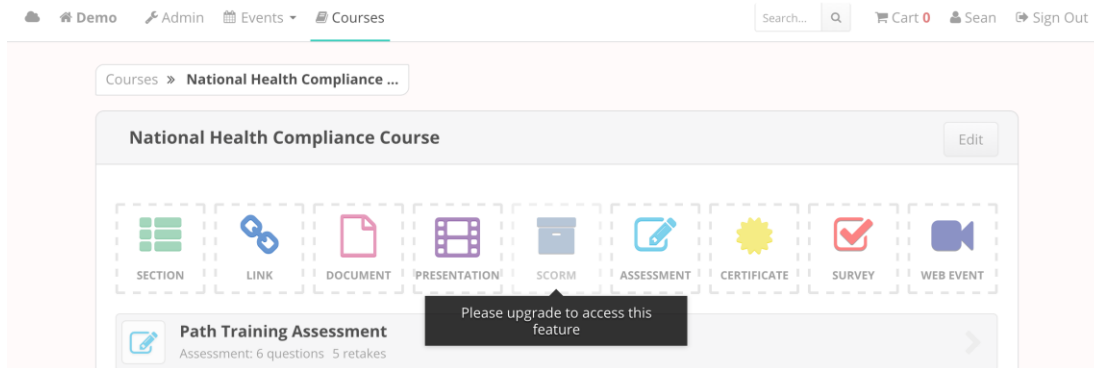 Demo Admin Events Courses Search... Cart 0 Sean Sign Out
Courses » National Health Compliance ...
National Health Compliance Course Edit
SECTION LINK DOCUMENT PRESENTATION SCORM ASSESSMENT CERTIFICATE SURVEY WEB EVENT
Please upgrade to access this
feature
Path Training Assessment
Assessment: 6 questions 5 retakes